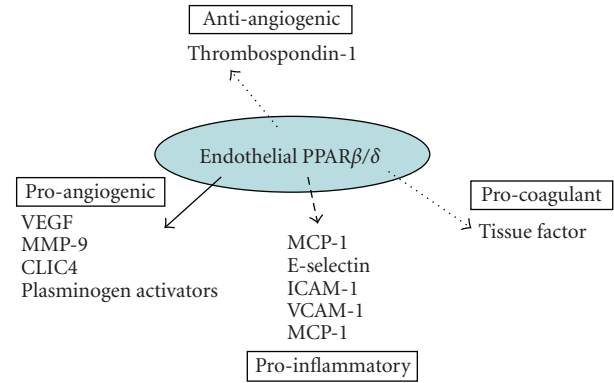 Anti-angiogenic
Thrombospondin-1
Endothelial PPARβ/δ
Pro-angiogenic
VEGF
MMP-9
CLIC4
Plasminogen activators
MCP-1
E-selectin
ICAM-1
VCAM-1
MCP-1
Pro-inflammatory
Pro-coagulant
Tissue factor